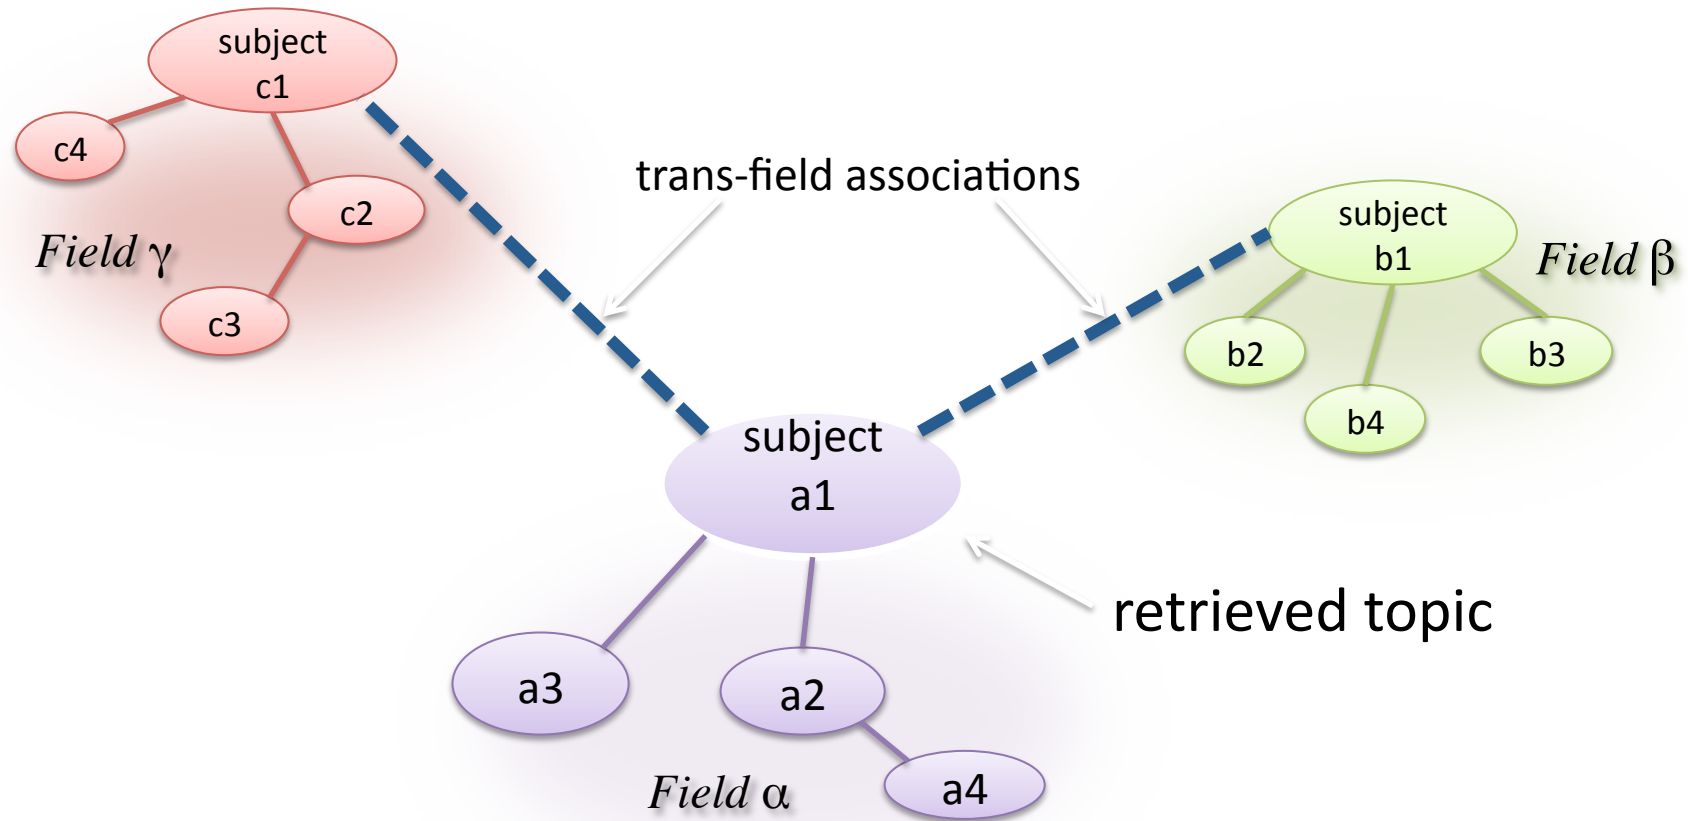 subject
c1
c4
c2
Field γ
c3
trans-field associations
subject
b1
Field β
b2
b3
b4
subject
a1
retrieved topic
a3
a2
a4
Field α